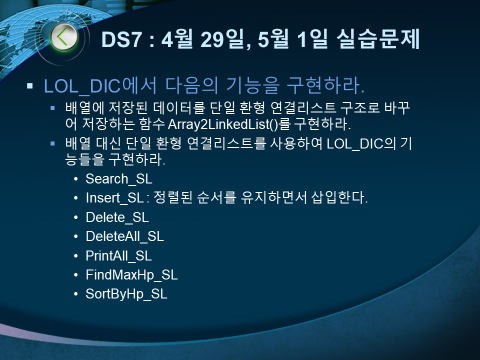 DS7 : 4월 29일, 5월 1일 실습문제
LOL_DIC에서 다음의 기능을 구현하라.
배열에 저장된 데이터를 단일 환형 연결리스트 구조로 바꾸
어 저장하는 함수 Array2LinkedList()를 구현하라.
배열 대신 단일 환형 연결리스트를 사용하여 LOL_DIC의 기
능들을 구현하라.
• Search_SL
• Insert_SL : 정렬된 순서를 유지하면서 삽입한다.
• Delete_SL
• DeleteAll_SL
• PrintAll_SL
• FindMaxHp_SL
• SortByHp_SL